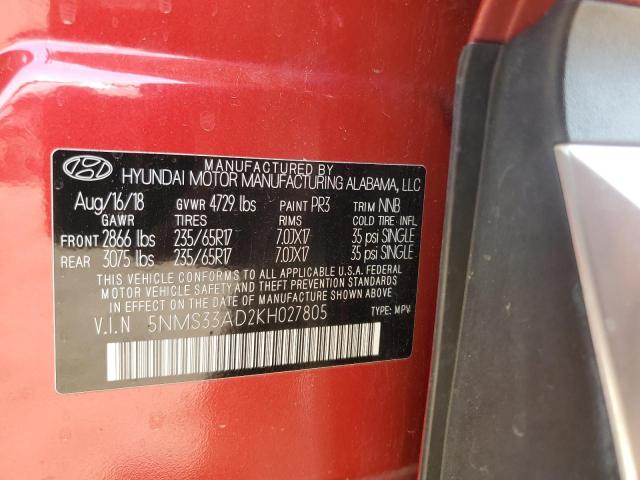 MANUFACTURED BY
HYUNDAI MOTOR MANUFACTURING ALABAMA, LLC
Aug/16/18 GVWR 4729 lbs PAINT PR3 TRIM NNB
GAWR TIRES RIMS COLD TIRE INFL.
FRONT 2866 lbs 235/65R17 7.0JX17 35 psi SINGLE
REAR 3075 lbs 235/65R17 7.0JX17 35 psi SINGLE
THIS VEHICLE CONFORMS TO ALL APPLICABLE U.S.A. FEDERAL
MOTOR VEHICLE SAFETY AND THEFT PREVENTION STANDARDS
IN EFFECT ON THE DATE OF MANUFACTURE SHOWN ABOVE.
V.I.N 5NMS33AD2KH027805 TYPE: MPV